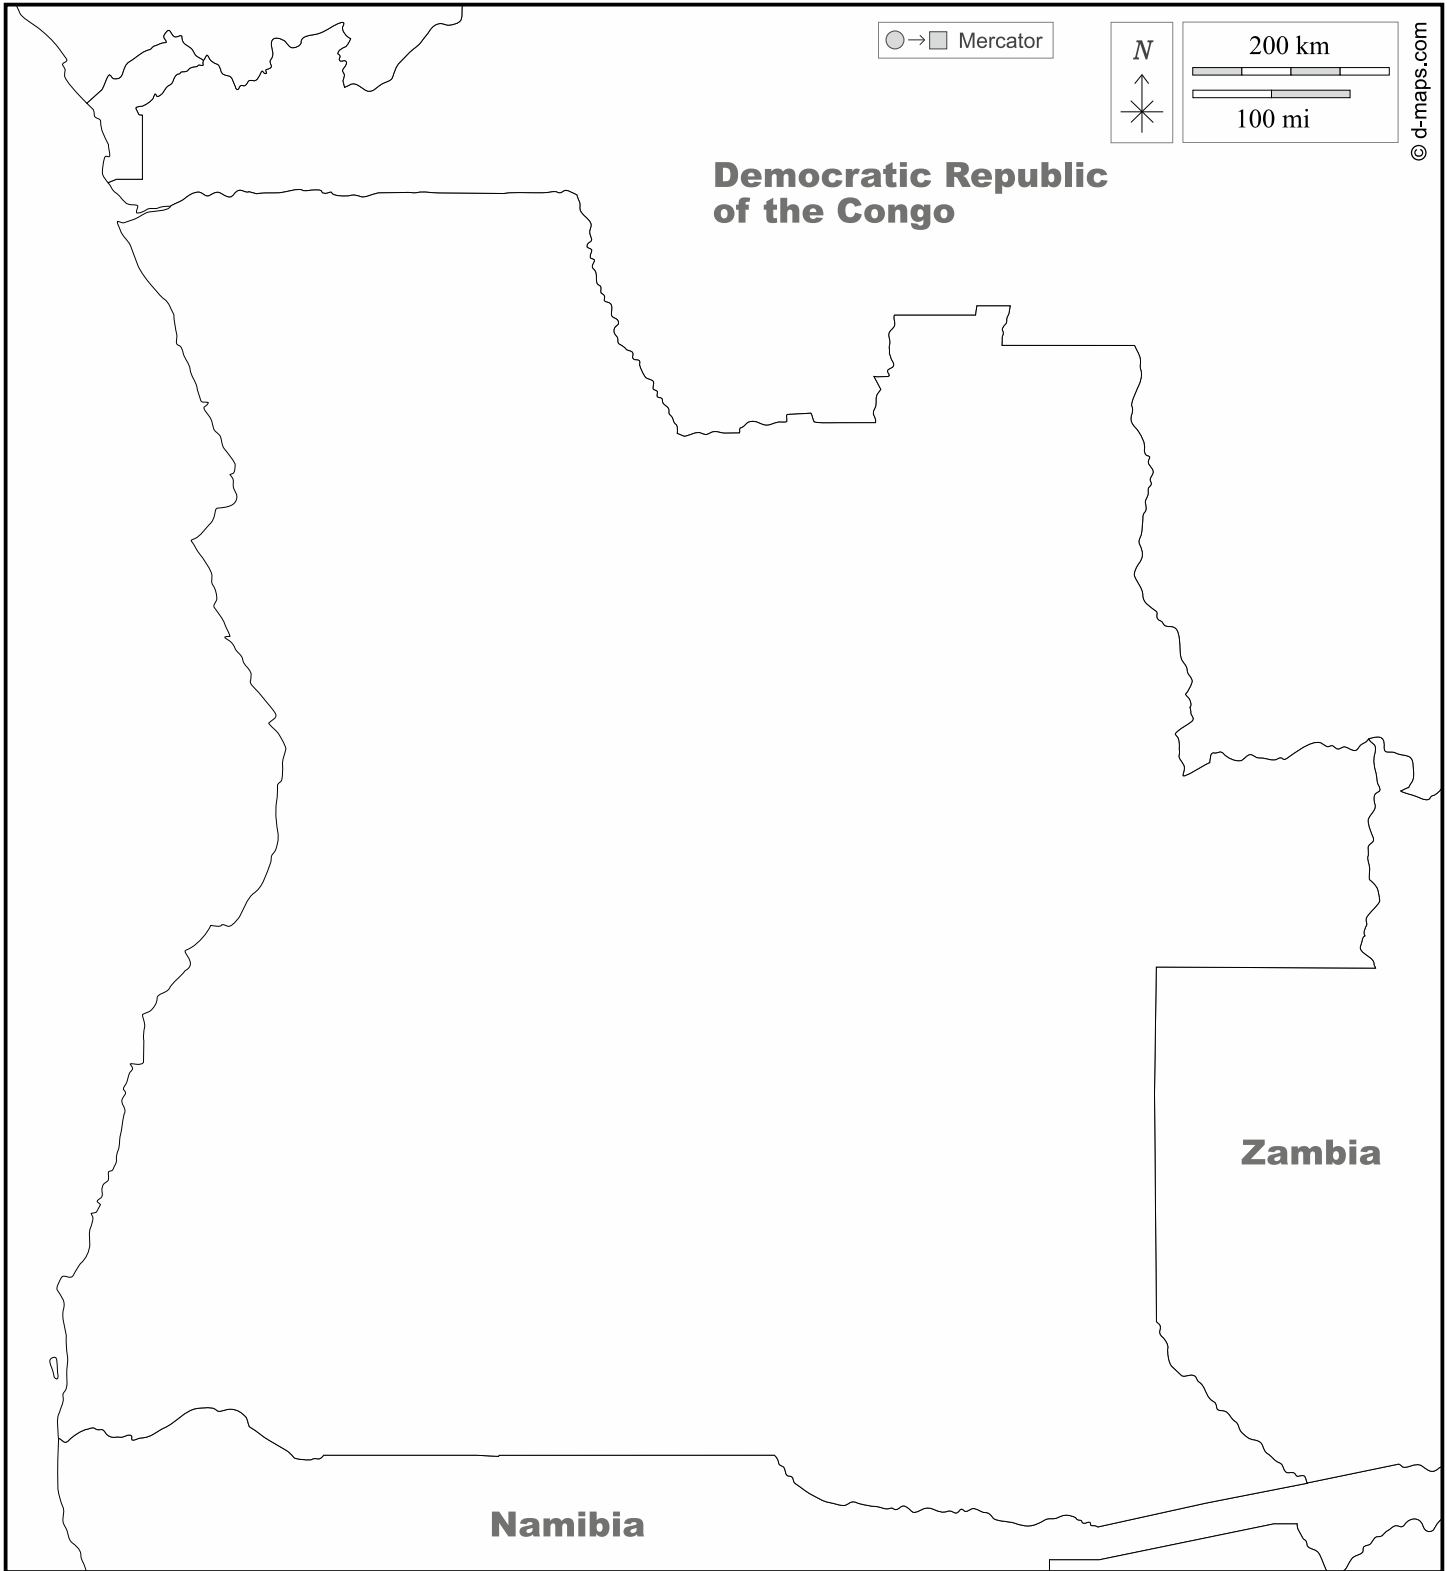 Mercator
N
200 km
100 mi
© d-maps.com
Democratic Republic
of the Congo
Zambia
Namibia